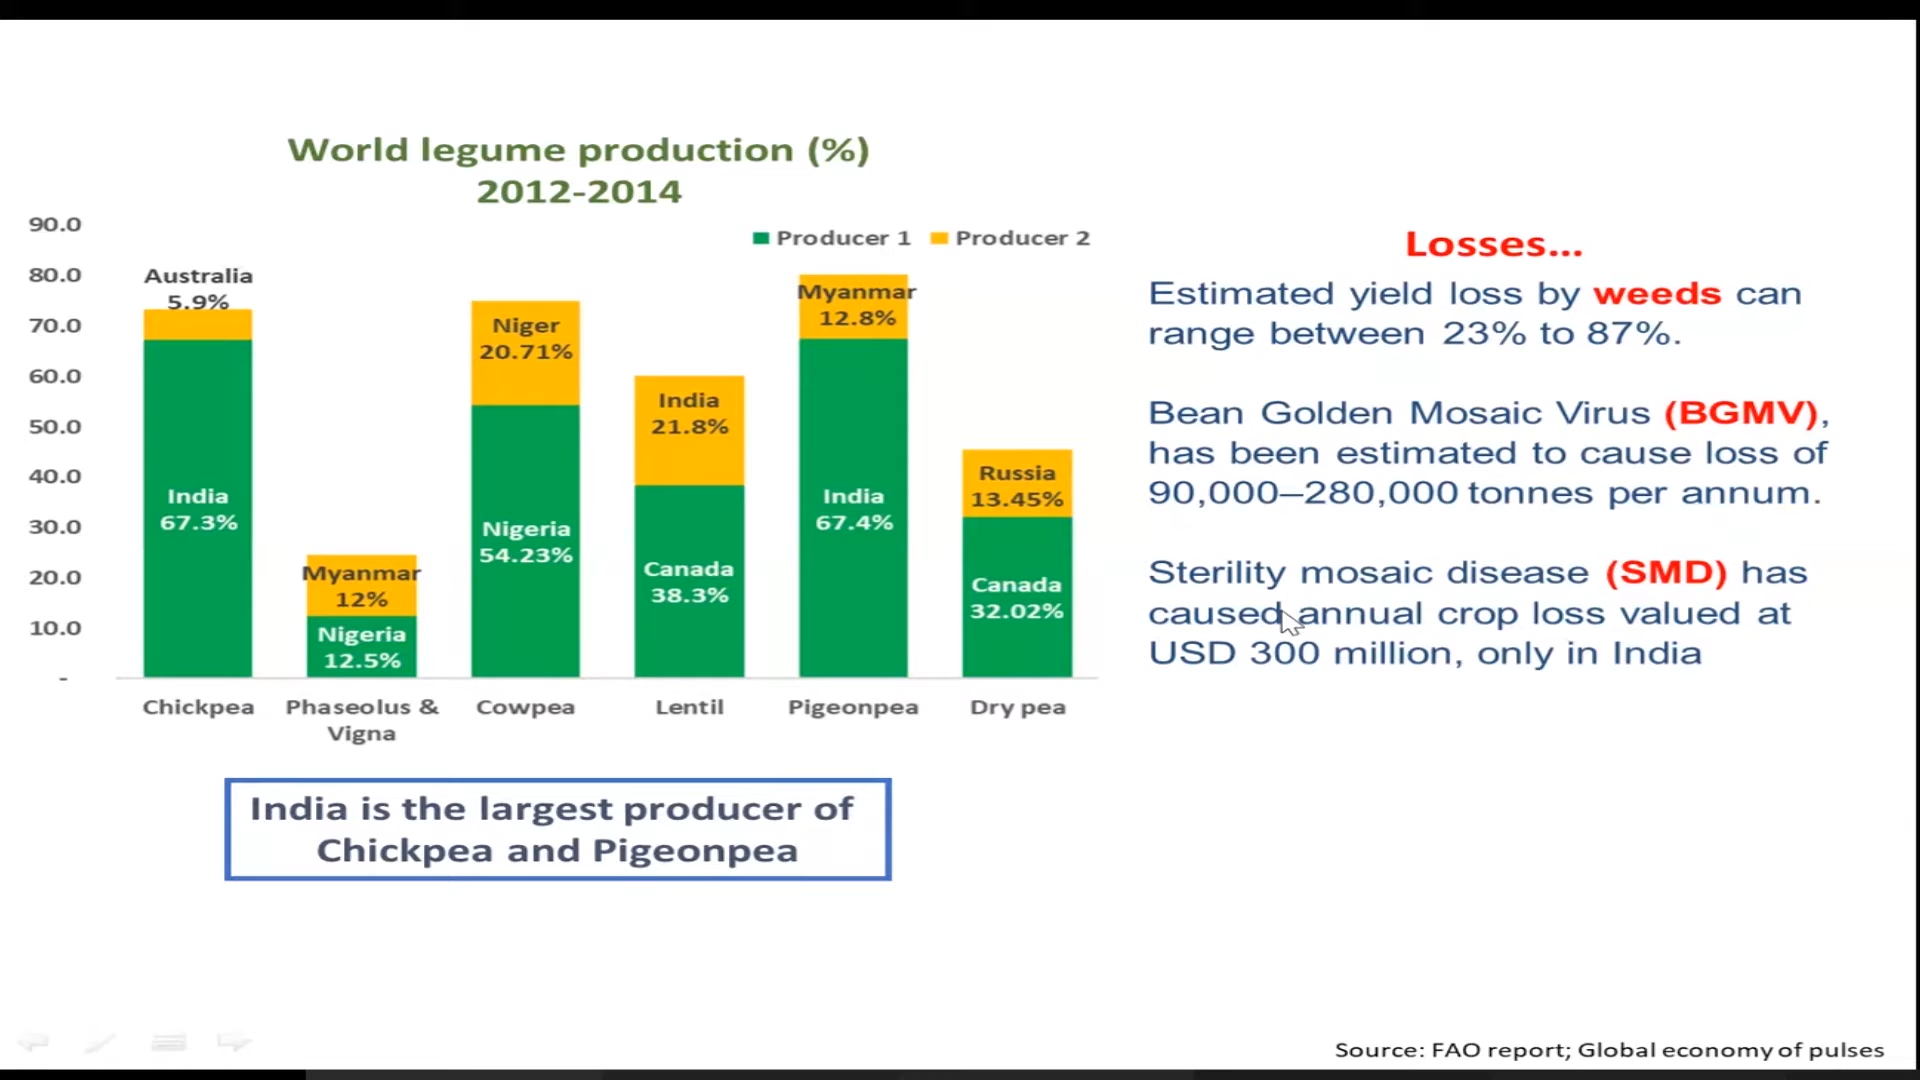 World legume production (%)
2012-2014
90.0
80.0
70.0
60.0
50.0
40.0
30.0
20.0
10.0
-
Producer 1
Producer 2
Australia
5.9%
India
67.3%
Myanmar
12%
Nigeria
12.5%
Niger
20.71%
Nigeria
54.23%
India
21.8%
Canada
38.3%
Myanmar
12.8%
India
67.4%
Russia
13.45%
Canada
32.02%
Chickpea
Phaseolus &
Vigna
Cowpea
Lentil
Pigeonpea
Dry pea
India is the largest producer of
Chickpea and Pigeonpea
Losses...
Estimated yield loss by weeds can
range between 23% to 87%.
Bean Golden Mosaic Virus (BGMV),
has been estimated to cause loss of
90,000–280,000 tonnes per annum.
Sterility mosaic disease (SMD) has
caused annual crop loss valued at
USD 300 million, only in India
Source: FAO report; Global economy of pulses